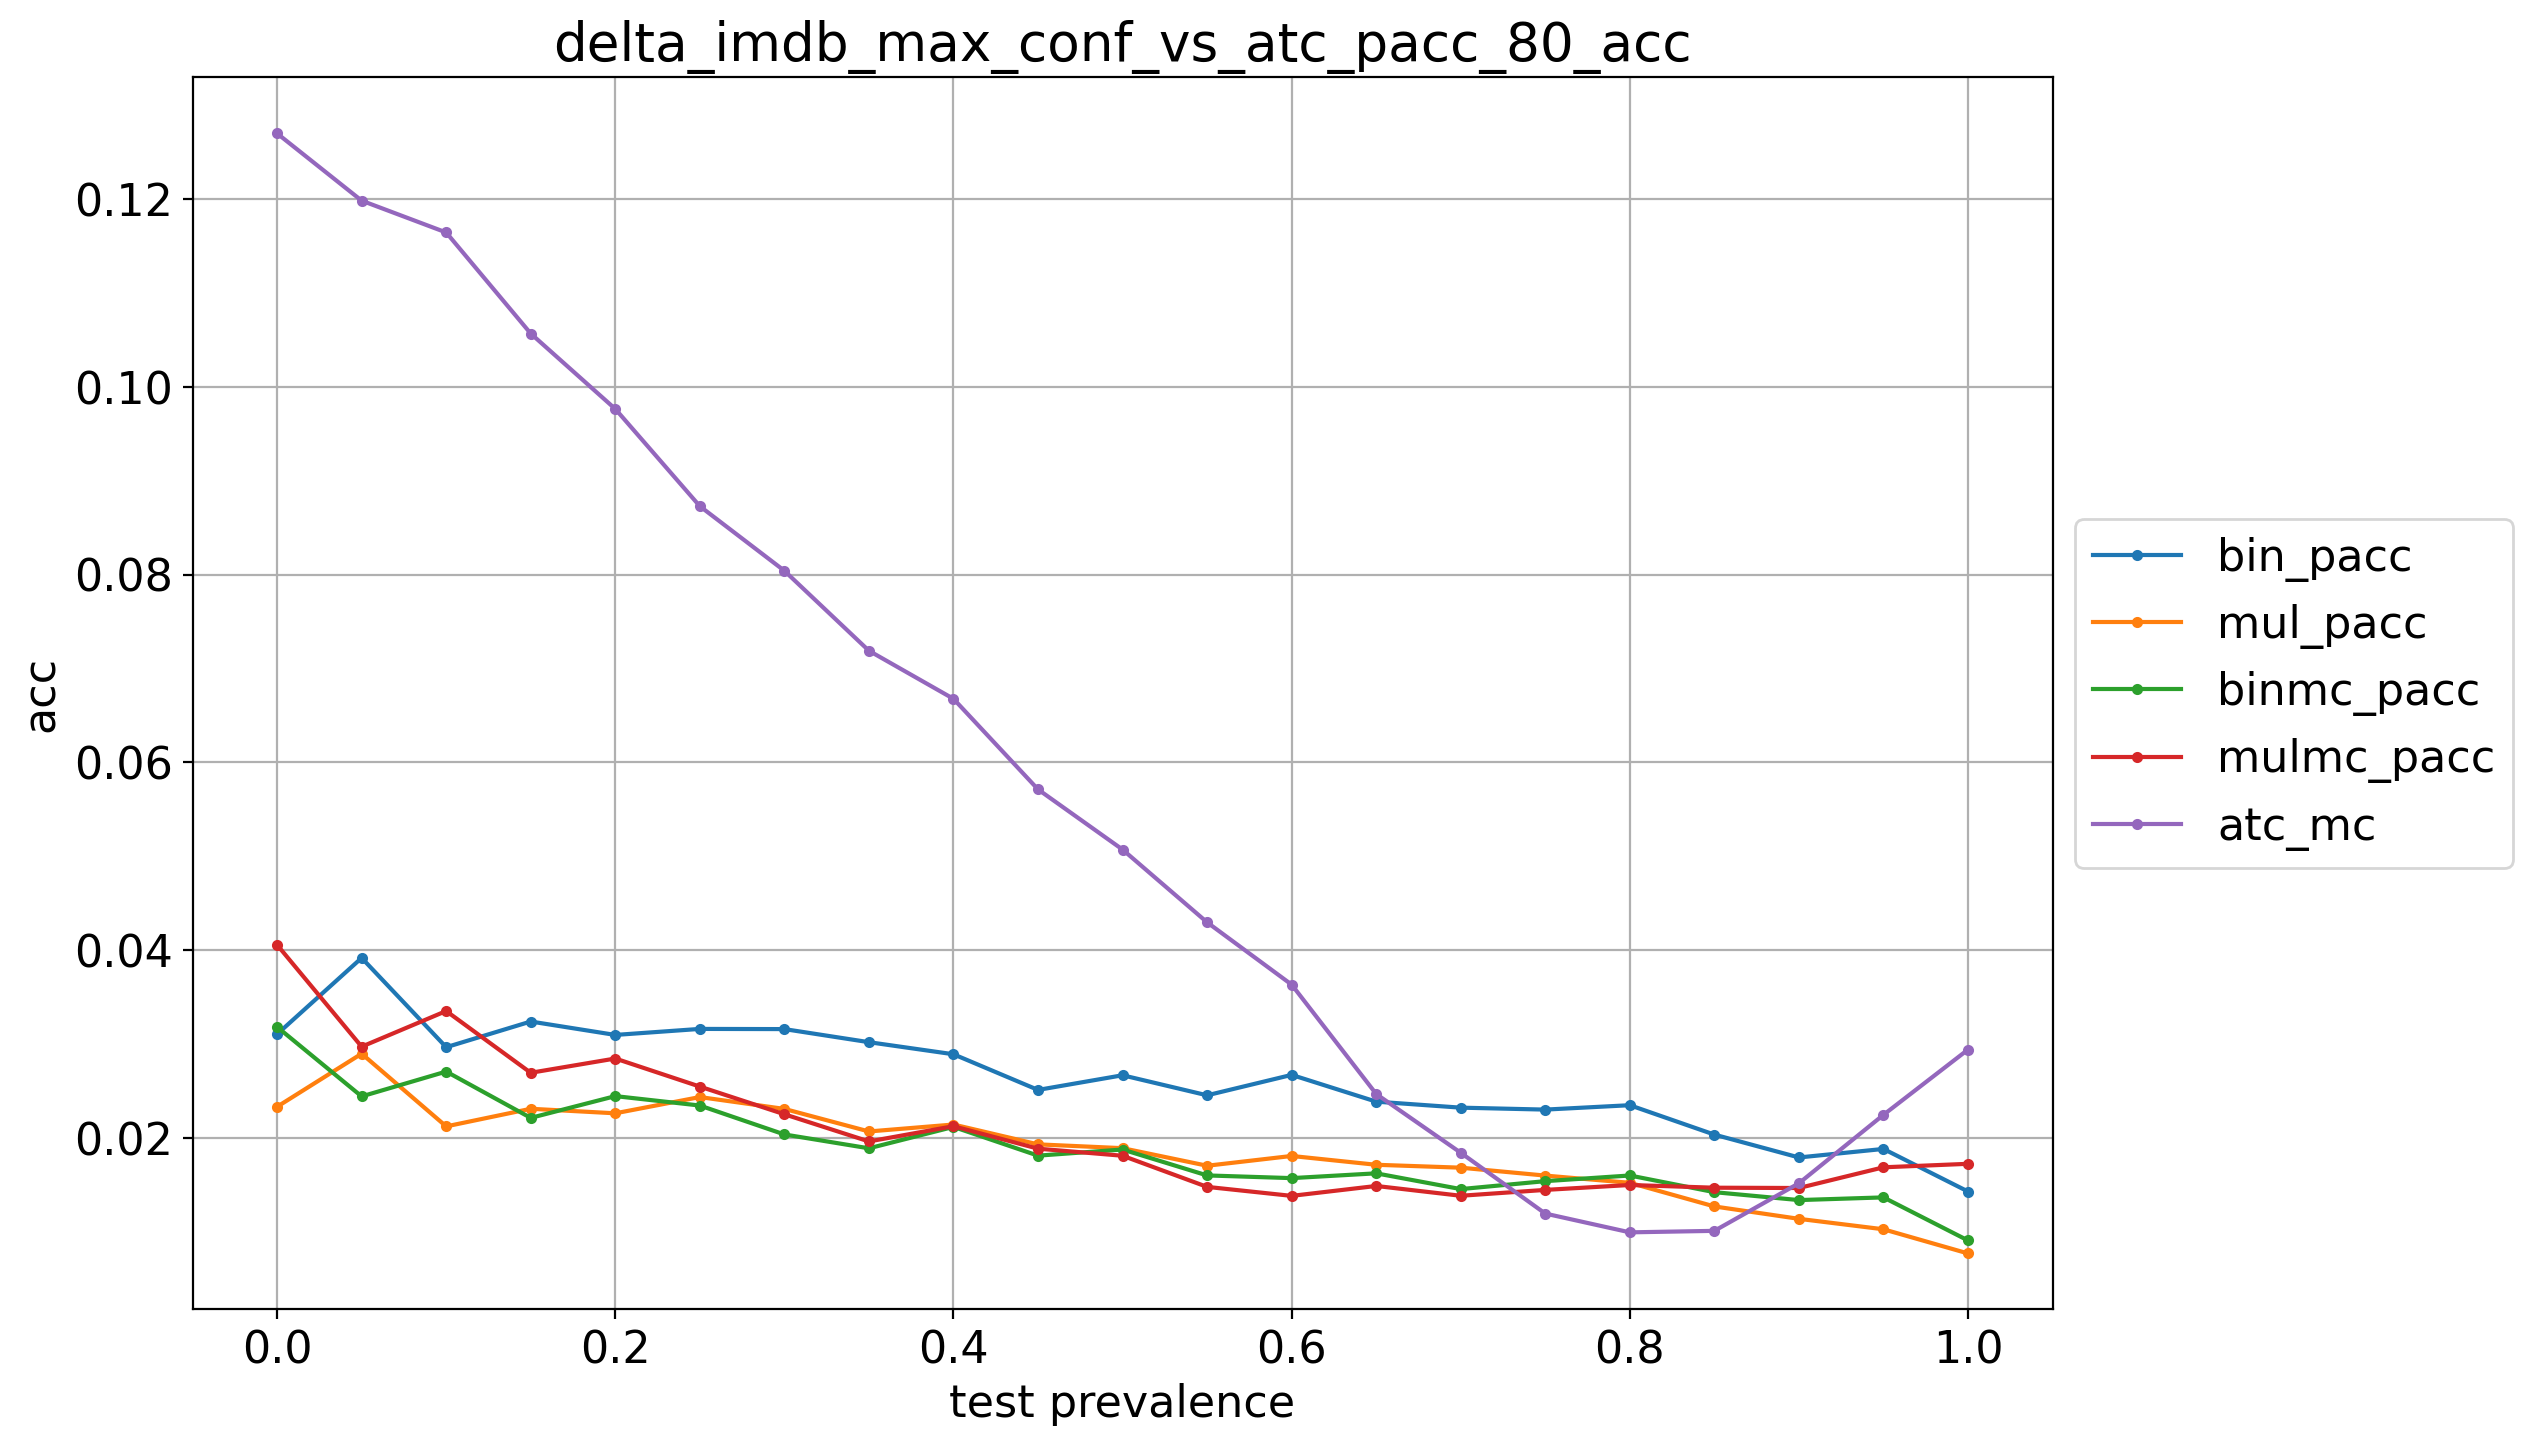 delta_imdb_max_conf_vs_atc_pacc_80_acc
acc
0.12
0.10
0.08
0.06
0.04
0.02
0.0 0.2 0.4 0.6 0.8 1.0
test prevalence
bin_pacc
mul_pacc
binmc_pacc
mulmc_pacc
atc_mc